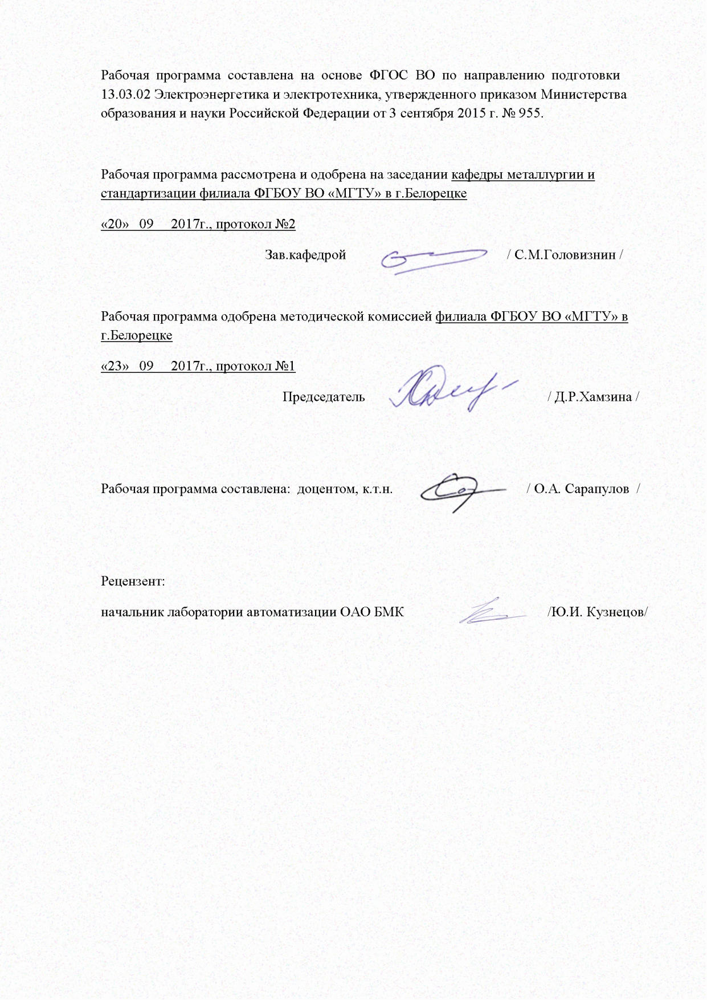 Рабочая программа составлена на основе ФГОС ВО по направлению подготовки
13.03.02 Электроэнергетика и электротехника, утвержденного приказом Министерства
образования и науки Российской Федерации от 3 сентября 2015 г. № 955.
Рабочая программа рассмотрена и одобрена на заседании кафедры металлургии и
стандартизации филиала ФГБОУ ВО «МГТУ» в г.Белорецке
«20» 09 2017г., протокол №2
Зав.кафедрой / С.М.Головизнин /
Рабочая программа одобрена методической комиссией филиала ФГБОУ ВО «МГТУ» в
г.Белорецке
«23» 09 2017г., протокол №1
Председатель / Д.Р.Хамзина /
Рабочая программа составлена: доцентом, к.т.н. / О.А. Сарапулов /
Рецензент:
начальник лаборатории автоматизации ОАО БМК /Ю.И. Кузнецов/